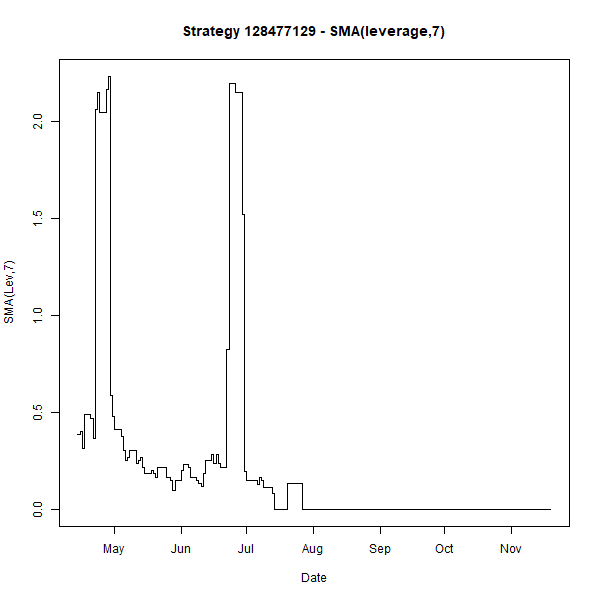 Strategy 128477129 - SMA(leverage,7)
SMA(Lev,7)
2.0
1.5
1.0
0.5
0.0
May Jun Jul Aug Sep Oct Nov
Date